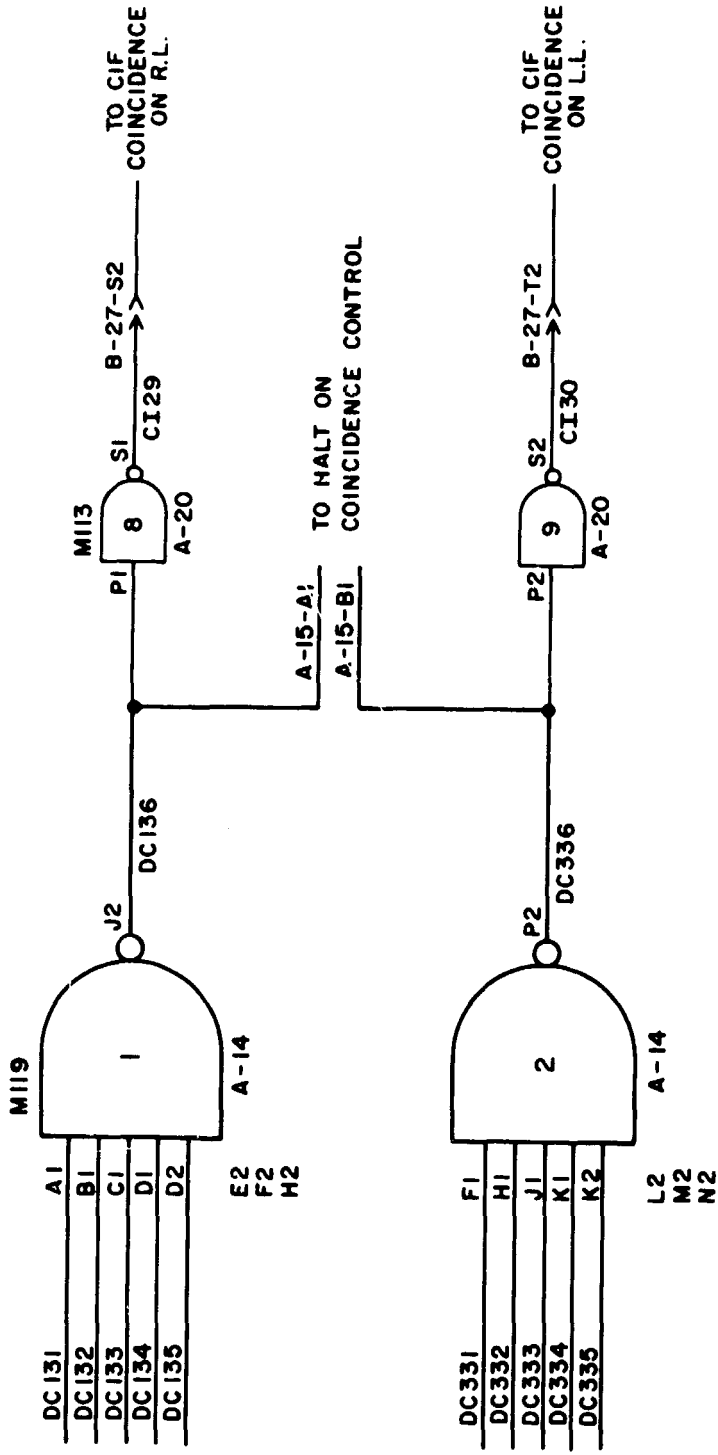 M119
DC131 A1
DC132 B1
DC133 C1
DC134 D1
DC135 D2
E2
F2
H2
1
A-14
J2
DC136
P1
M113
8
A-20
S1
CI29
B-27-S2
TO CIF
COINCIDENCE
ON R.L.
A-15-A1
A-15-B1
TO HALT ON
COINCIDENCE CONTROL
DC331 F1
DC332 H1
DC333 J1
DC334 K1
DC335 K2
L2
M2
N2
2
A-14
P2
DC336
P2
9
A-20
S2
CI30
B-27-T2
TO CIF
COINCIDENCE
ON L.L.